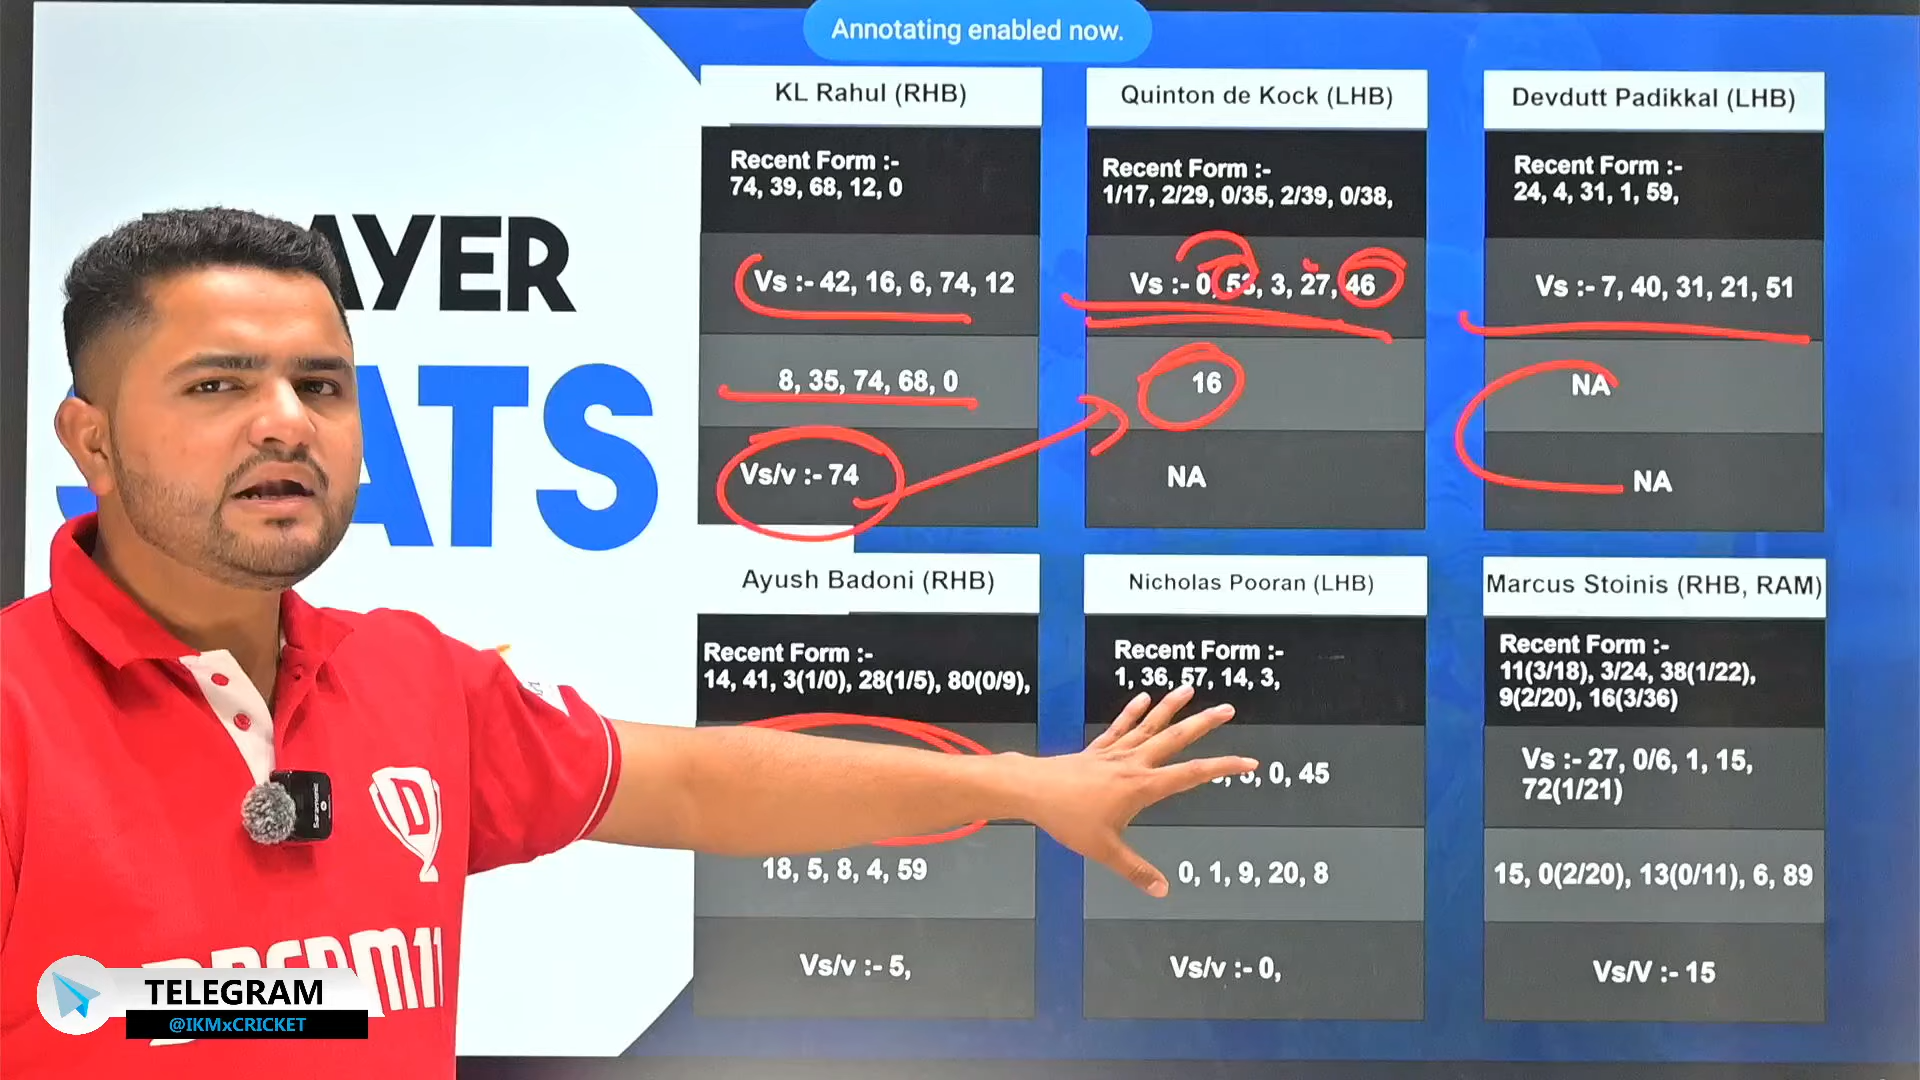 Annotating enabled now.
KL Rahul (RHB)
Recent Form :-
74, 39, 68, 12, 0
Vs :- 42, 16, 6, 74, 12
8, 35, 74, 68, 0
Vs/v :- 74
Quinton de Kock (LHB)
Recent Form :-
1/17, 2/29, 0/35, 2/39, 0/38,
Vs :- 0, 53, 3, 27, 46
16
NA
Devdutt Padikkal (LHB)
Recent Form :-
24, 4, 31, 1, 59,
Vs :- 7, 40, 31, 21, 51
NA
NA
Ayush Badoni (RHB)
Recent Form :-
14, 41, 3(1/0), 28(1/5), 80(0/9),
18, 5, 8, 4, 59
Vs/v :- 5,
Nicholas Pooran (LHB)
Recent Form :-
1, 36, 57, 14, 3,
0, 45
0, 1, 9, 20, 8
Vs/v :- 0,
Marcus Stoinis (RHB, RAM)
Recent Form :-
11(3/18), 3/24, 38(1/22),
9(2/20), 16(3/36)
Vs :- 27, 0/6, 1, 15,
72(1/21)
15, 0(2/20), 13(0/11), 6, 89
Vs/V :- 15
D
TELEGRAM
@IKMxCRICKET